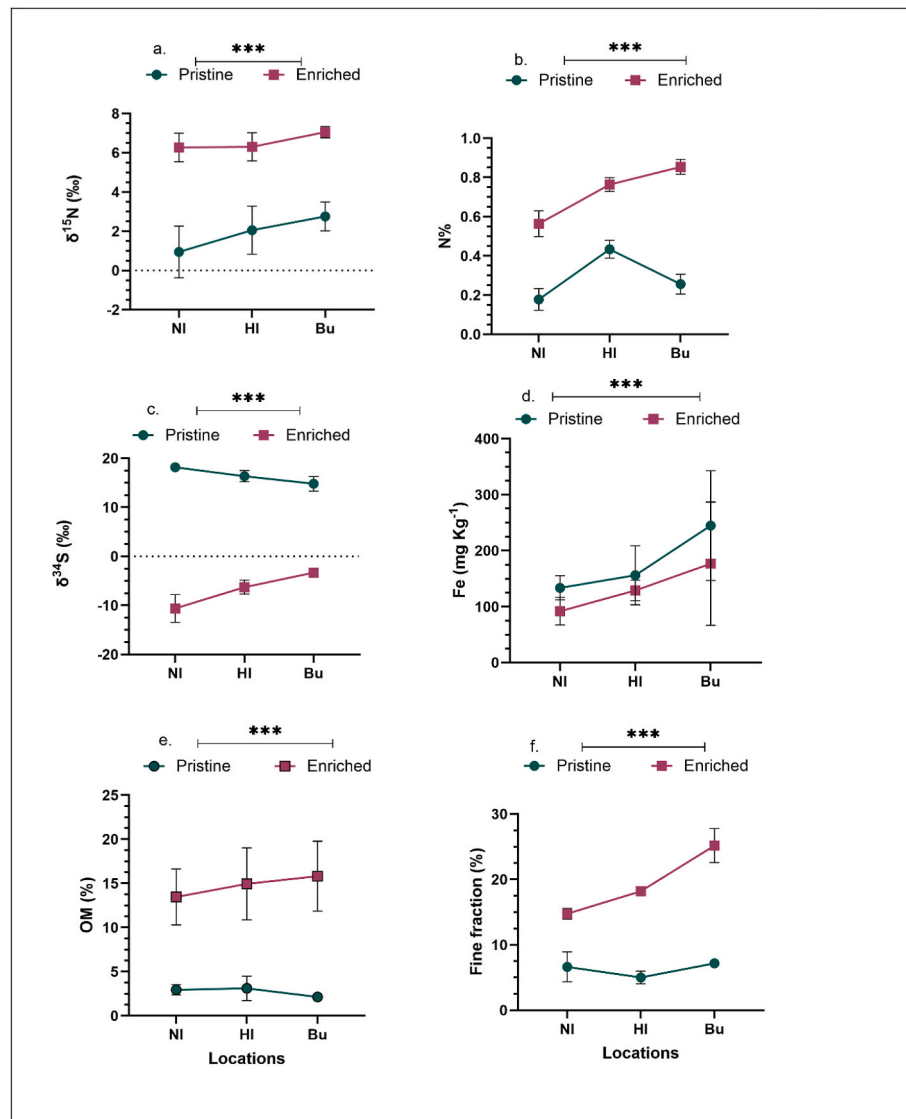 a. ***
Pristine Enriched
δ¹⁵N (‰)
8
6
4
2
0
-2
NI HI Bu
b. ***
Pristine Enriched
N%
1.0
0.8
0.6
0.4
0.2
0.0
NI HI Bu
c. ***
Pristine Enriched
δ³⁴S (‰)
20
10
0
-10
-20
NI HI Bu
d. ***
Pristine Enriched
Fe (mg Kg⁻¹)
400
300
200
100
0
NI HI Bu
e. ***
Pristine Enriched
OM (%)
25
20
15
10
5
0
NI HI Bu
Locations
f. ***
Pristine Enriched
Fine fraction (%)
30
20
10
0
NI HI Bu
Locations